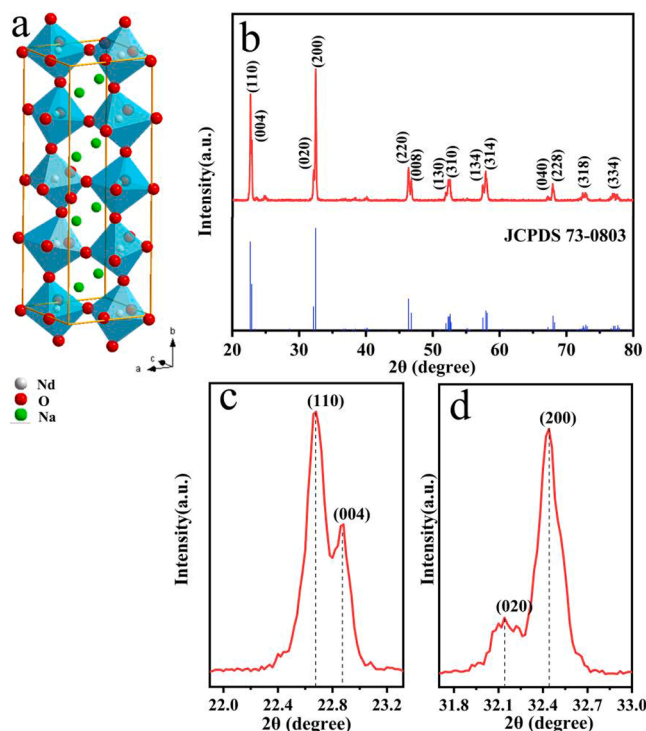 a
b
c
a
Nd
O
Na
b
Intensity(a.u.)
(110)
(004)
(020)
(200)
(220)
(008)
(130)
(310)
(134)
(314)
(040)
(228)
(318)
(334)
JCPDS 73-0803
20 30 40 50 60 70 80
2θ (degree)
c
Intensity(a.u.)
(110)
(004)
22.0 22.4 22.8 23.2
2θ (degree)
d
Intensity(a.u.)
(020)
(200)
31.8 32.1 32.4 32.7 33.0
2θ (degree)